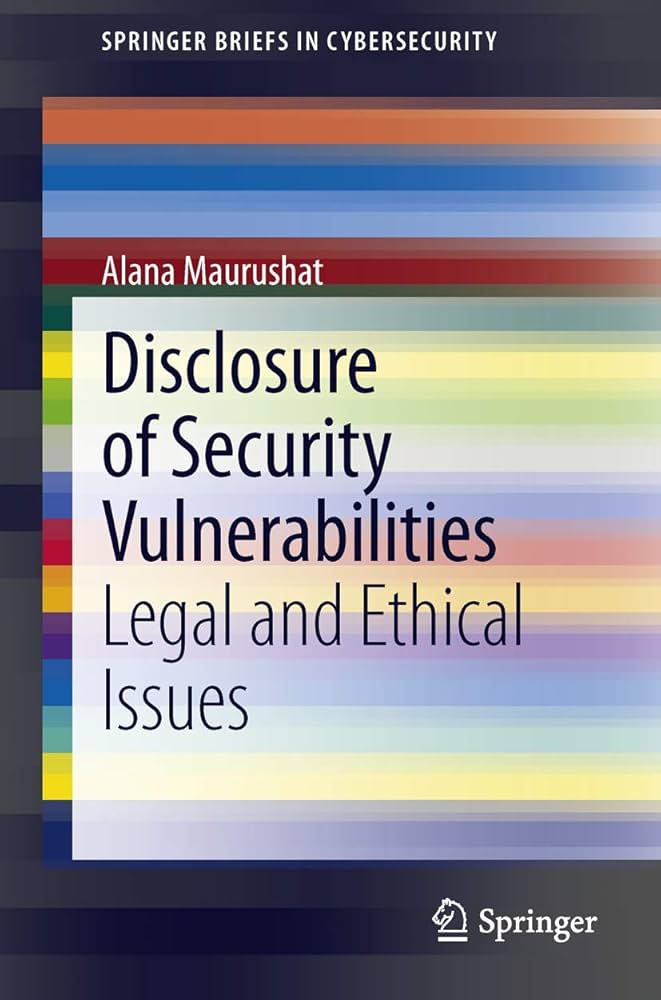 SPRINGER BRIEFS IN CYBERSECURITY
Alana Maurushat
Disclosure
of Security
Vulnerabilities
Legal and Ethical
Issues
Springer